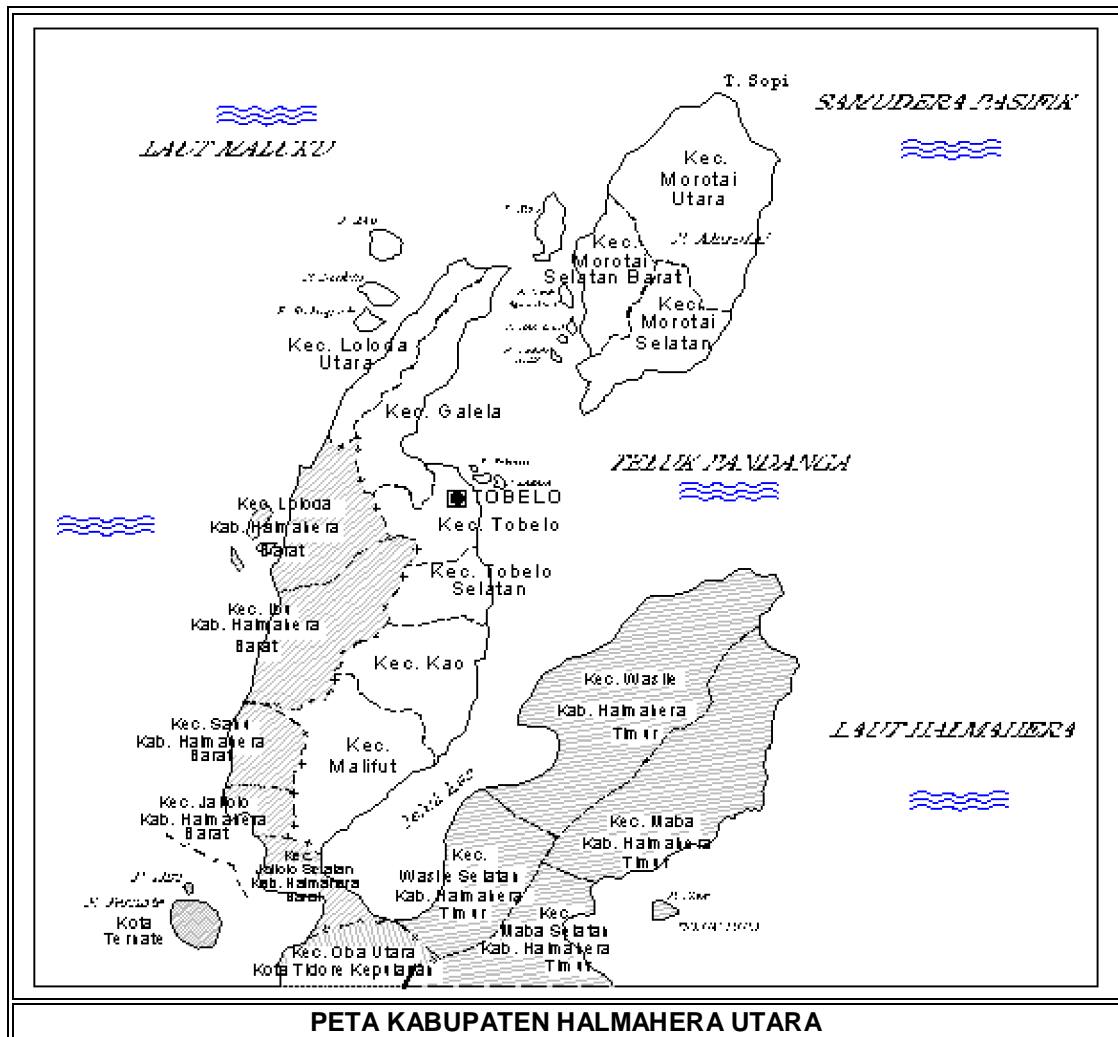 T. Sopi
SAMUDERA PASIFIK
LAUT MALUKU
Kec.
Morotai
Utara
Kec.
Morotai
Selatan Barat
Kec.
Morotai
Selatan
Kec. Loloda
Utara
Kec. Galela
TELUK PANDANGA
TOBELO
Kec. Tobelo
Kec. Loloda
Kab. Halmahera
Barat
Kec. Tobelo
Selatan
Kec. Ibu
Kab. Halmahera
Barat
Kec. Kao
Kec. Wasile
Kab. Halmahera
Timur
Kec. Sahu
Kab. Halmahera
Barat
Kec. 
Malifut
LAUT HALMAHERA
Kec. Jailolo
Kab. Halmahera
Barat
Teluk Kao
Kec. Maba
Kab. Halmahera
Timur
Kec.
Jailolo Selatan
Kab. Halmahera
Barat
Kec.
Wasile Selatan
Kab. Halmahera
Timur
P. Ternate
Kota
Ternate
Kec.
Maba Selatan
Kab. Halmahera
Timur
Kec. Oba Utara
Kota Tidore Kepulauan
PETA KABUPATEN HALMAHERA UTARA